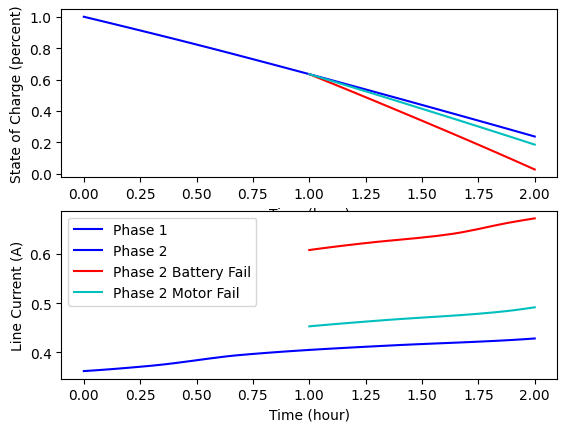 State of Charge (percent)
1.0
0.8
0.6
0.4
0.2
0.0
0.00 0.25 0.50 0.75 1.00 1.25 1.50 1.75 2.00
Time (hour)
Line Current (A)
0.6
0.5
0.4
Phase 1
Phase 2
Phase 2 Battery Fail
Phase 2 Motor Fail
0.00 0.25 0.50 0.75 1.00 1.25 1.50 1.75 2.00
Time (hour)